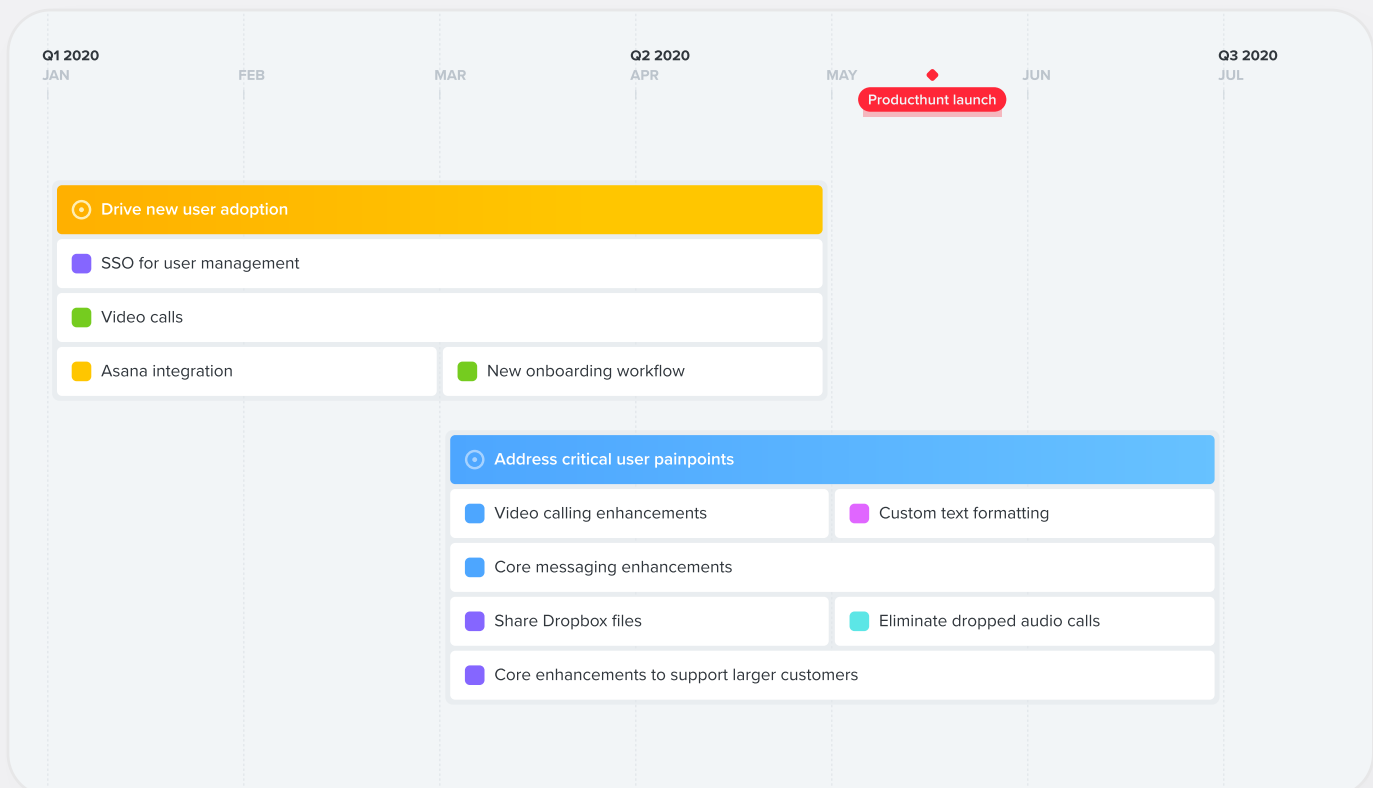 Q1 2020
Q2 2020
Q3 2020
JAN
FEB
MAR
APR
MAY
JUN
JUL
Producthunt launch
Drive new user adoption
SSO for user management
Video calls
Asana integration
New onboarding workflow
Address critical user painpoints
Video calling enhancements
Custom text formatting
Core messaging enhancements
Share Dropbox files
Eliminate dropped audio calls
Core enhancements to support larger customers